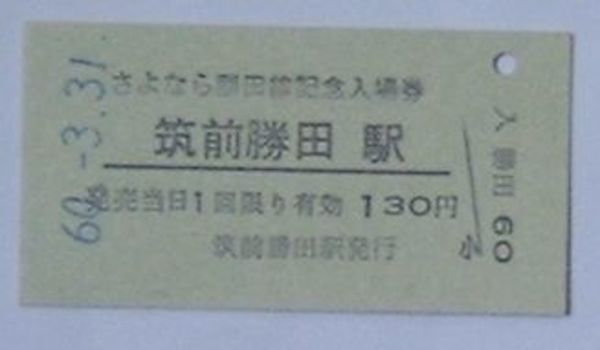 さよなら勝田線記念入場券
筑前勝田 駅
発売当日1回限り有効 130円
筑前勝田駅発行
60.-3.31
入 勝田 60
小